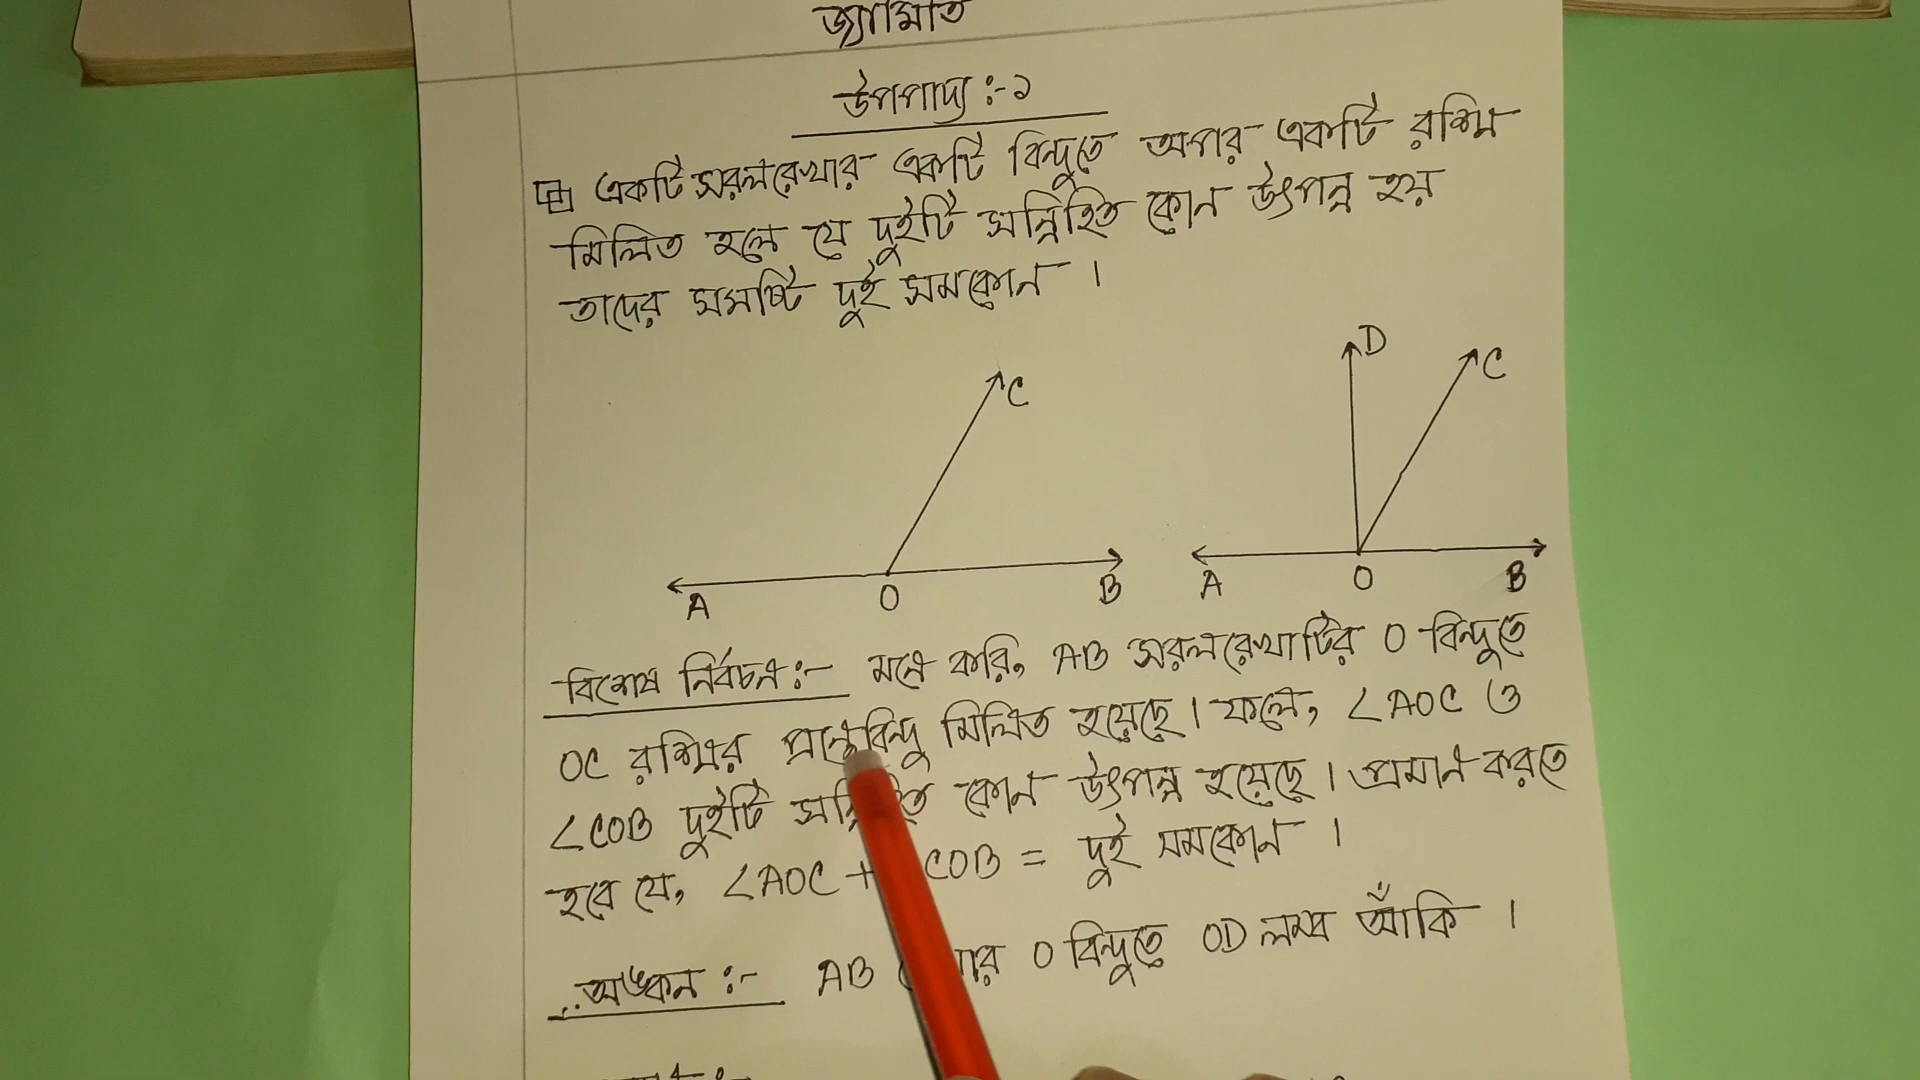 জ্যামিতি
উপপাদ্য :- ১
একটি সরলরেখার একটি বিন্দুতে অপর একটি রশ্মি
মিলিত হলে যে দুইটি সন্নিহিত কোন উৎপন্ন হয়
তাদের সমষ্টি দুই সমকোন ।
C
A O B
D C
A O B
বিশেষ নির্বচন :- মনে করি, AB সরলরেখাটির O বিন্দুতে
OC রশ্মির প্রান্তবিন্দু মিলিত হয়েছে । ফলে, ∠AOC ও
∠COB দুইটি সন্নিহিত কোন উৎপন্ন হয়েছে । প্রমান করতে
হবে যে, ∠AOC + COB = দুই সমকোন ।
অঙ্কন :- AB O বিন্দুতে OD লম্ব আঁকি ।